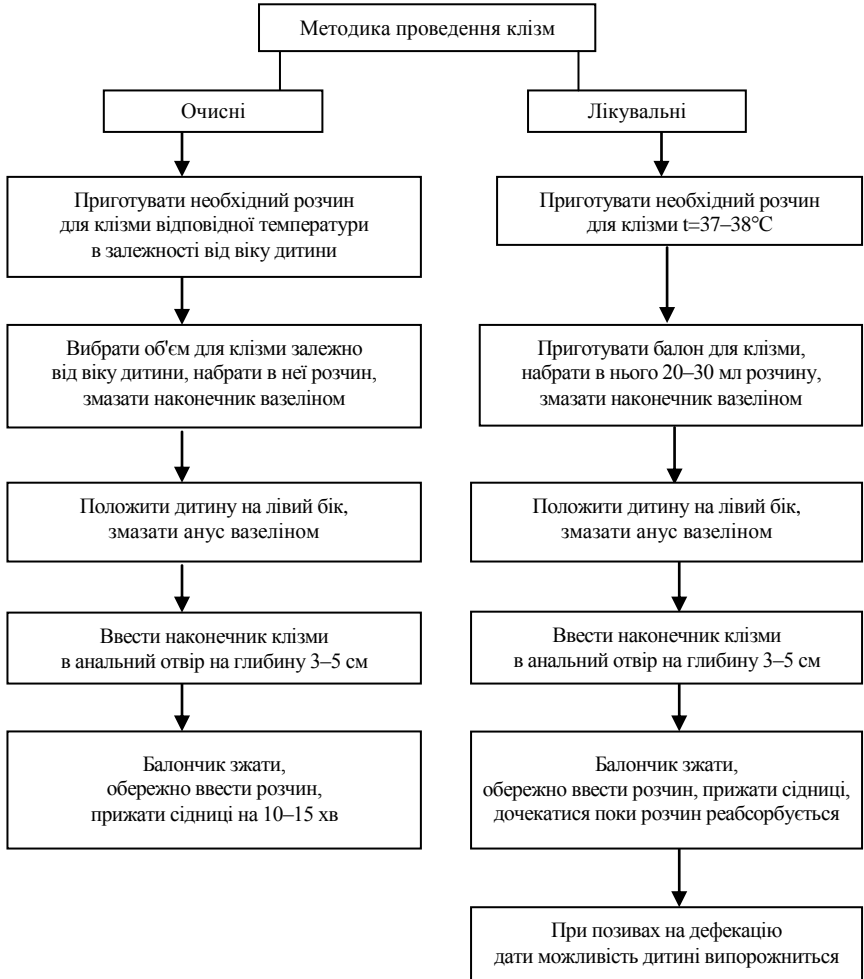 Методика проведення клізм
Очисні
Лікувальні
Приготувати необхідний розчин
для клізми відповідної температури
в залежності від віку дитини
Вибрати об'єм для клізми залежно
від віку дитини, набрати в неї розчин,
змазати наконечник вазеліном
Положити дитину на лівий бік,
змазати анус вазеліном
Ввести наконечник клізми
в анальний отвір на глибину 3–5 см
Балончик зжати,
обережно ввести розчин,
прижати сідниці на 10–15 хв
Приготувати необхідний розчин
для клізми t=37–38°C
Приготувати балон для клізми,
набрати в нього 20–30 мл розчину,
змазати наконечник вазеліном
Положити дитину на лівий бік,
змазати анус вазеліном
Ввести наконечник клізми
в анальний отвір на глибину 3–5 см
Балончик зжати,
обережно ввести розчин, прижати сідниці,
дочекатися поки розчин реабсорбується
При позивах на дефекацію
дати можливість дитині випорожниться